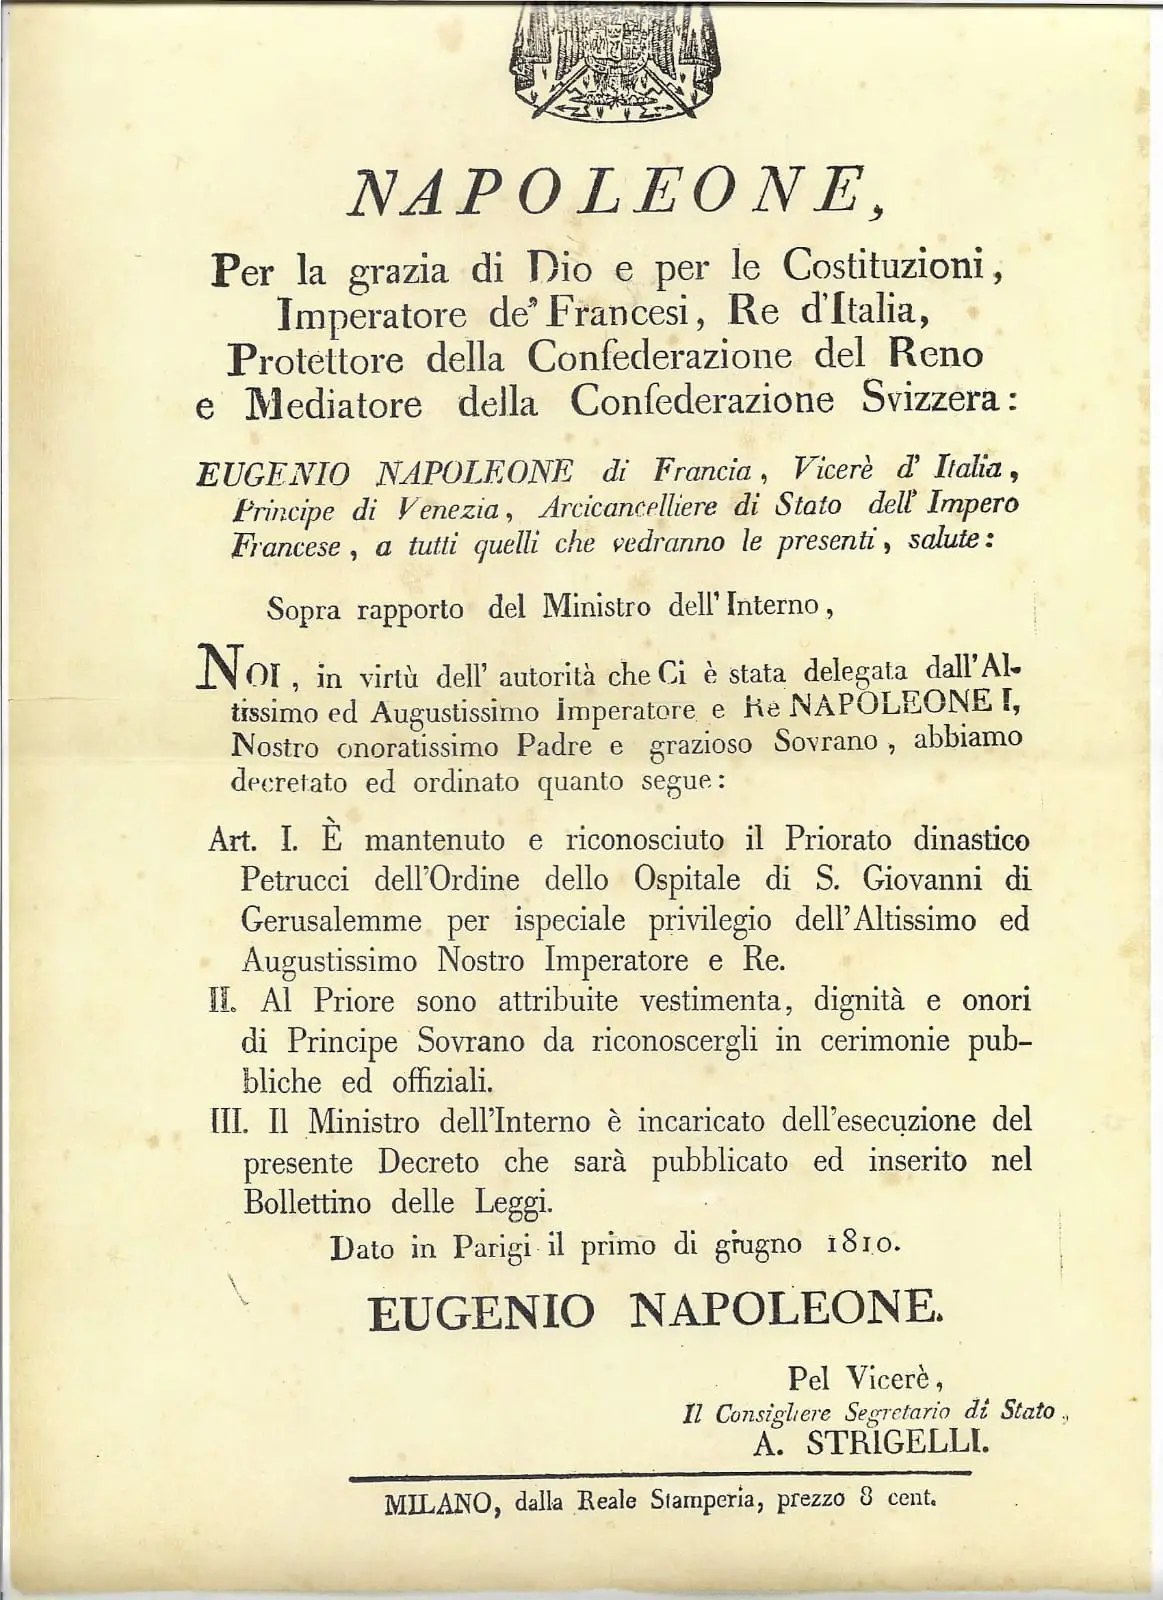 NAPOLEONE,
Per la grazia di Dio e per le Costituzioni,
Imperatore de' Francesi, Re d'Italia,
Protettore della Confederazione del Reno
e Mediatore della Confederazione Svizzera:
EUGENIO NAPOLEONE di Francia, Vicerè d' Italia,
Principe di Venezia, Arcicancelliere di Stato dell' Impero
Francese, a tutti quelli che vedranno le presenti, salute:
Sopra rapporto del Ministro dell' Interno,
NOI, in virtù dell' autorità che Ci è stata delegata dall'Al-
tissimo ed Augustissimo Imperatore e Re NAPOLEONE I,
Nostro onoratissimo Padre e grazioso Sovrano, abbiamo
decretato ed ordinato quanto segue:
Art. I. È mantenuto e riconosciuto il Priorato dinastico
Petrucci dell'Ordine dello Ospitale di S. Giovanni di
Gerusalemme per ispeciale privilegio dell'Altissimo ed
Augustissimo Nostro Imperatore e Re.
II. Al Priore sono attribuite vestimenta, dignità e onori
di Principe Sovrano da riconoscergli in cerimonie pub-
bliche ed offiziali.
III. Il Ministro dell'Interno è incaricato dell'esecuzione del
presente Decreto che sarà pubblicato ed inserito nel
Bollettino delle Leggi.
Dato in Parigi il primo di giugno 1810.
EUGENIO NAPOLEONE.
Pel Vicerè,
Il Consigliere Segretario di Stato,
A. STRIGELLI.
MILANO, dalla Reale Stamperia, prezzo 8 cent.